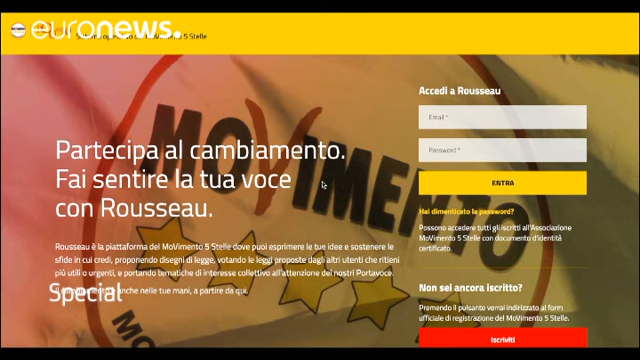 euronews.
MoVimento 5 Stelle
MOVIMENTO
Partecipa al cambiamento.
Fai sentire la tua voce
con Rousseau.
Rousseau è la piattaforma del MoVimento 5 Stelle dove puoi esprimere le tue idee e sostenere le
sfide in cui credi, proponendo disegni di legge, votando le leggi proposte dagli altri utenti che ritieni
più utili o urgenti, e portando tematiche di interesse collettivo all'attenzione dei nostri Portavoce.
anche nelle tue mani, a partire da qui.
Special
MoV
Accedi a Rousseau
Email *
Password *
ENTRA
Hai dimenticato la password?
Possono accedere tutti gli iscritti all'Associazione
MoVimento 5 Stelle con documento d'identità
certificato.
Non sei ancora iscritto?
Premendo il pulsante verrai indirizzato al form
ufficiale di registrazione del MoVimento 5 Stelle.
Iscriviti